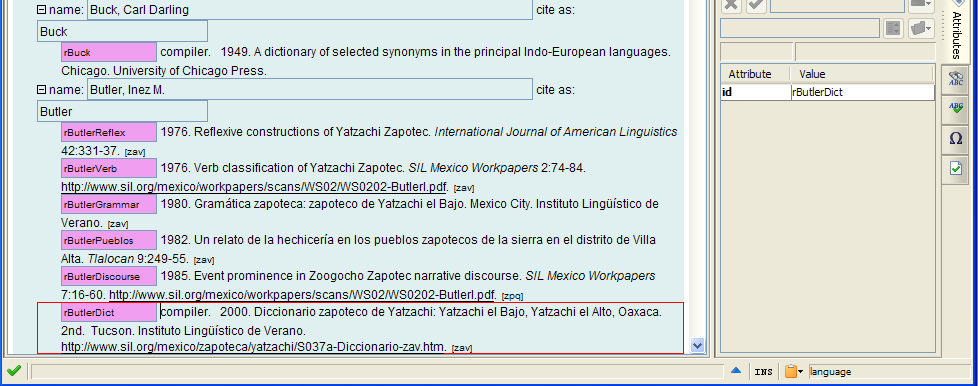 name: Buck, Carl Darling cite as:
Buck
rBuck compiler. 1949. A dictionary of selected synonyms in the principal Indo-European languages.
Chicago. University of Chicago Press.
name: Butler, Inez M. cite as:
Butler
rButlerReflex 1976. Reflexive constructions of Yatzachi Zapotec. International Journal of American Linguistics
42:331-37. [zav]
rButlerVerb 1976. Verb classification of Yatzachi Zapotec. SIL Mexico Workpapers 2:74-84.
http://www.sil.org/mexico/workpapers/scans/WS02/WS0202-ButlerI.pdf. [zav]
rButlerGrammar 1980. Gramática zapoteca: zapoteco de Yatzachi el Bajo. Mexico City. Instituto Lingüístico de
Verano. [zav]
rButlerPueblos 1982. Un relato de la hechicería en los pueblos zapotecos de la sierra en el distrito de Villa
Alta. Tlalocan 9:249-55. [zav]
rButlerDiscourse 1985. Event prominence in Zoogocho Zapotec narrative discourse. SIL Mexico Workpapers
7:16-60. http://www.sil.org/mexico/workpapers/scans/WS02/WS0202-ButlerI.pdf. [zpq]
rButlerDict compiler. 2000. Diccionario zapoteco de Yatzachi: Yatzachi el Bajo, Yatzachi el Alto, Oaxaca.
2nd. Tucson. Instituto Lingüístico de Verano.
http://www.sil.org/mexico/zapoteca/yatzachi/S037a-Diccionario-zav.htm. [zav]
Attribute Value
id rButlerDict
Attributes
ABC
ABC
Ω
INS language